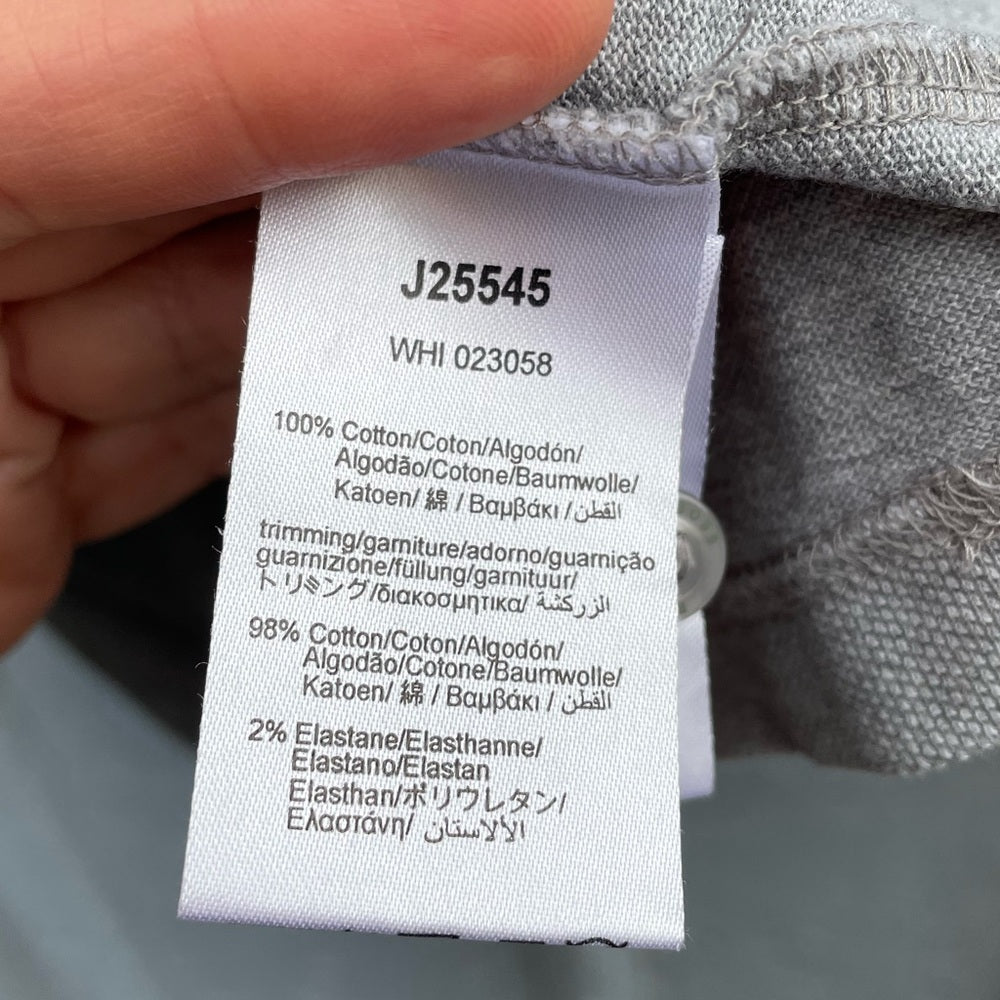 J25545
WHI 023058
100% Cotton/Coton/Algodón/
Algodão/Cotone/Baumwolle/
Katoen/ 綿 / Βαμβάκι / القطن
trimming/garniture/adorno/guarnição
guarnizione/füllung/garnituur/
トリミング/διακοσμητικα/ الزركشة
98% Cotton/Coton/Algodón/
Algodão/Cotone/Baumwolle/
Katoen/ 綿 / Βαμβάκι / القطن
2% Elastane/Elasthanne/
Elastano/Elastan
Elasthan/ポリウレタン/
Ελαστάνη/ الألاستان